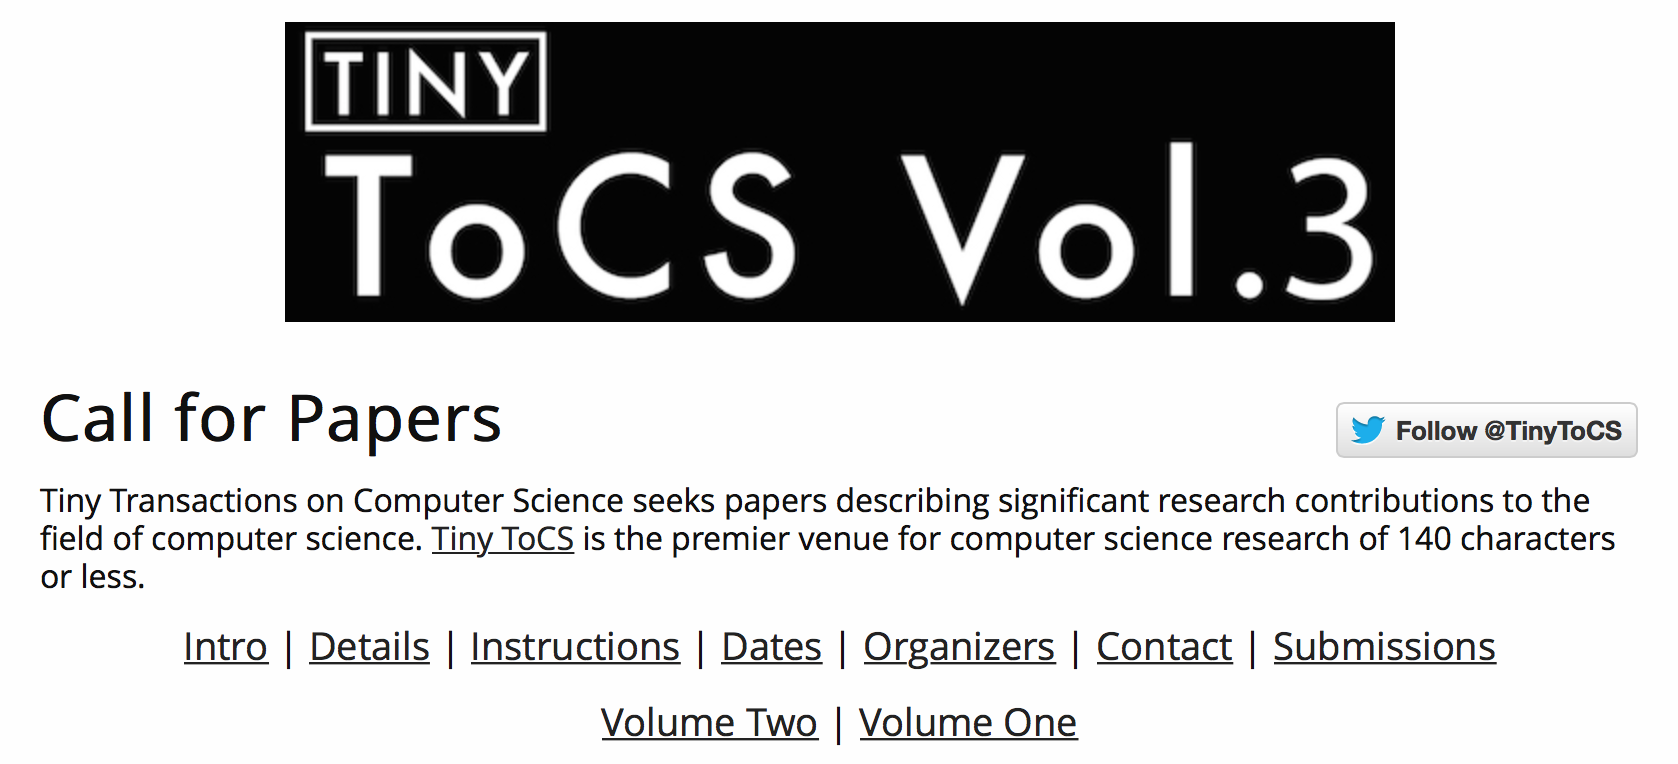 TINY
ToCS Vol.3
Call for Papers
Follow @TinyToCS
Tiny Transactions on Computer Science seeks papers describing significant research contributions to the
field of computer science. Tiny ToCS is the premier venue for computer science research of 140 characters
or less.
Intro | Details | Instructions | Dates | Organizers | Contact | Submissions
Volume Two | Volume One